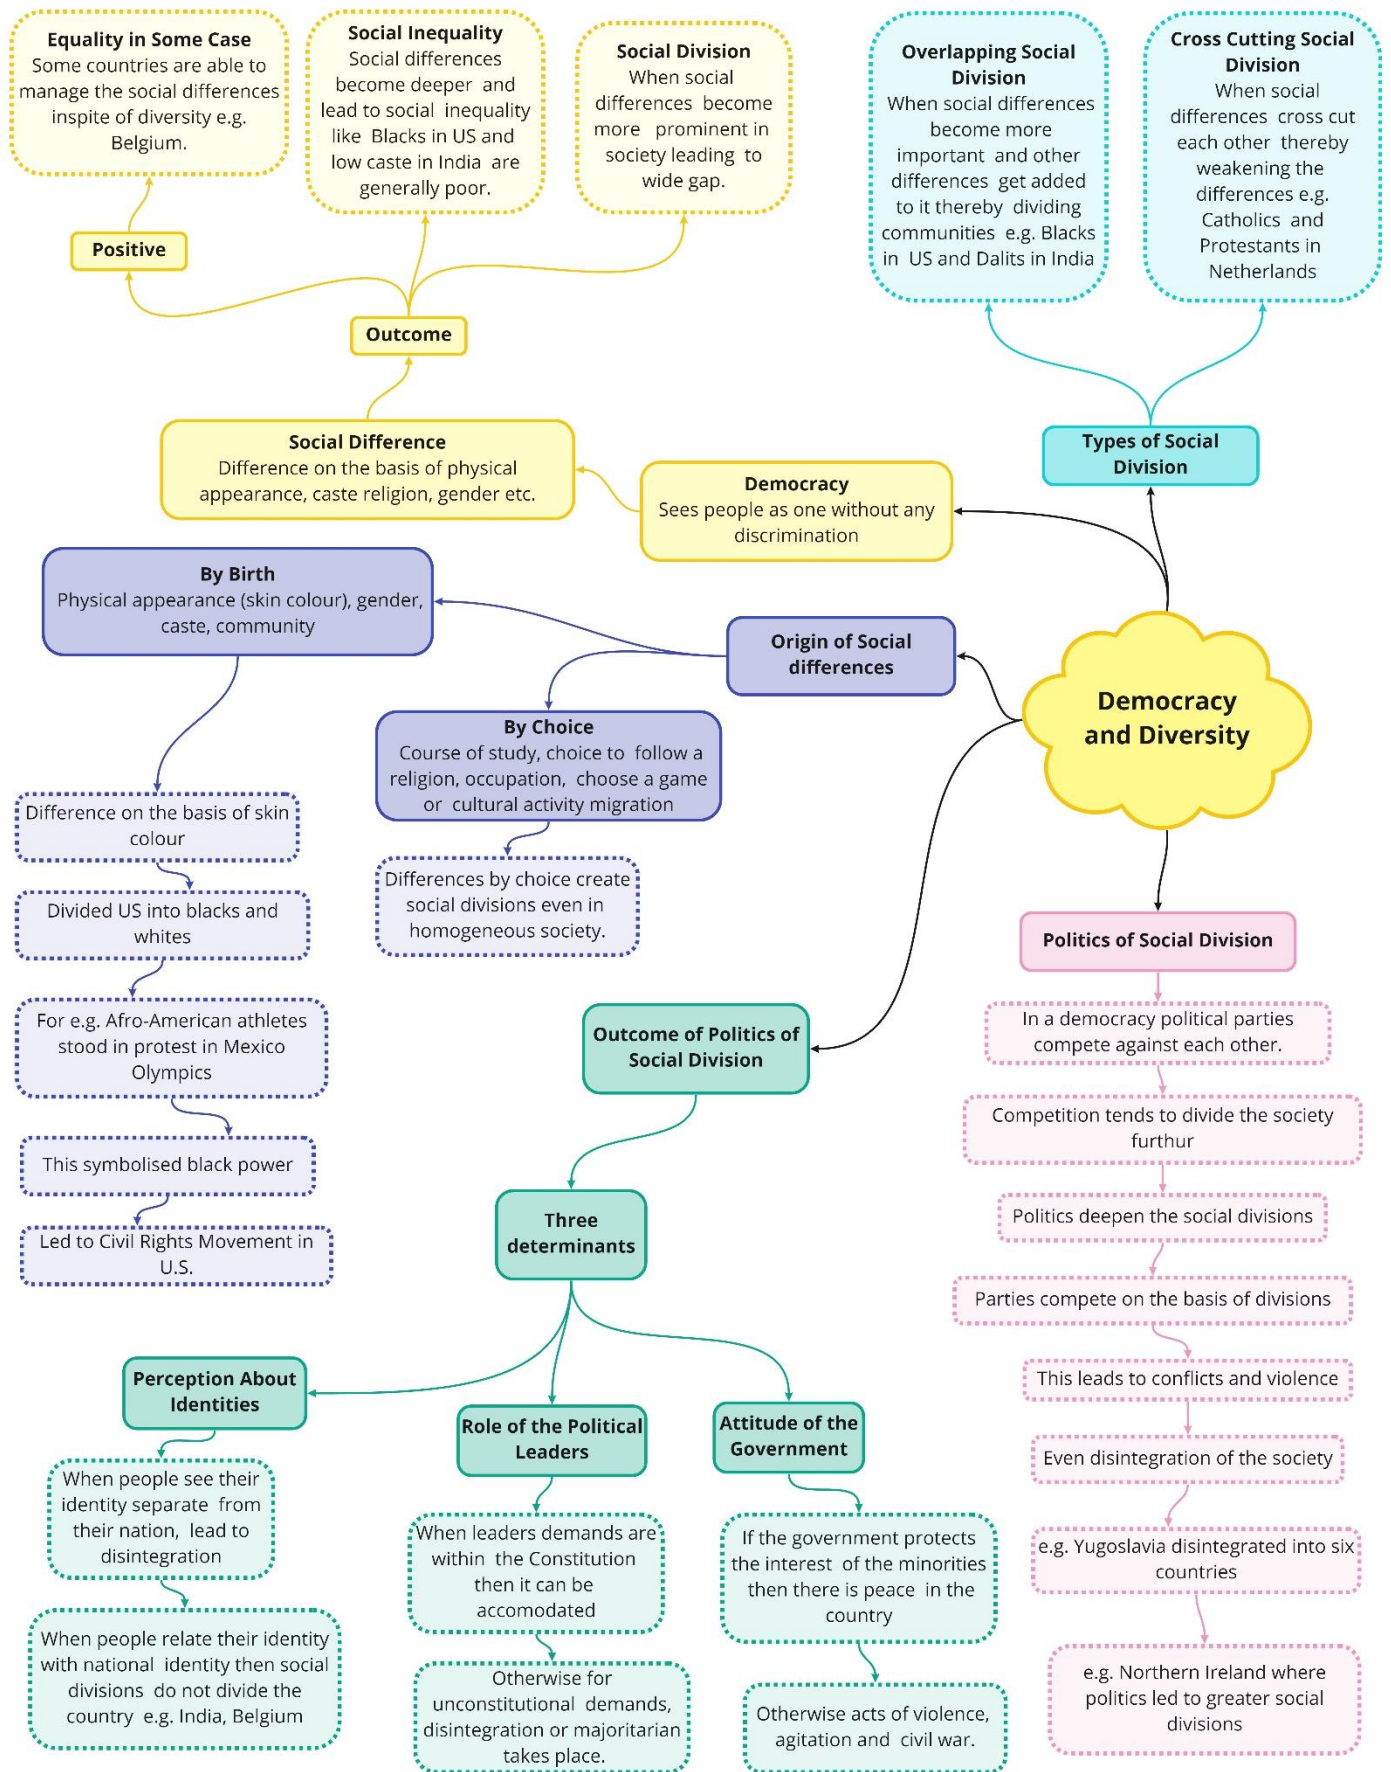 Equality in Some Case
Some countries are able to
manage the social differences
inspite of diversity e.g.
Belgium.
Social Inequality
Social differences
become deeper and
lead to social inequality
like Blacks in US and
low caste in India are
generally poor.
Social Division
When social
differences become
more prominent in
society leading to
wide gap.
Overlapping Social
Division
When social differences
become more
important and other
differences get added
to it thereby dividing
communities e.g. Blacks
in US and Dalits in India
Cross Cutting Social
Division
When social
differences cross cut
each other thereby
weakening the
differences e.g.
Catholics and
Protestants in
Netherlands
Positive
Outcome
Social Difference
Difference on the basis of physical
appearance, caste religion, gender etc.
Democracy
Sees people as one without any
discrimination
Types of Social
Division
By Birth
Physical appearance (skin colour), gender,
caste, community
Origin of Social
differences
Democracy
and Diversity
By Choice
Course of study, choice to follow a
religion, occupation, choose a game
or cultural activity migration
Difference on the basis of skin
colour
Differences by choice create
social divisions even in
homogeneous society.
Divided US into blacks and
whites
For e.g. Afro-American athletes
stood in protest in Mexico
Olympics
This symbolised black power
Led to Civil Rights Movement in
U.S.
Outcome of Politics of
Social Division
Three
determinants
Perception About
Identities
When people see their
identity separate from
their nation, lead to
disintegration
When people relate their identity
with national identity then social
divisions do not divide the
country e.g. India, Belgium
Role of the Political
Leaders
When leaders demands are
within the Constitution
then it can be
accomodated
Otherwise for
unconstitutional demands,
disintegration or majoritarian
takes place.
Attitude of the
Government
If the government protects
the interest of the minorities
then there is peace in the
country
Otherwise acts of violence,
agitation and civil war.
Politics of Social Division
In a democracy political parties
compete against each other.
Competition tends to divide the society
furthur
Politics deepen the social divisions
Parties compete on the basis of divisions
This leads to conflicts and violence
Even disintegration of the society
e.g. Yugoslavia disintegrated into six
countries
e.g. Northern Ireland where
politics led to greater social
divisions